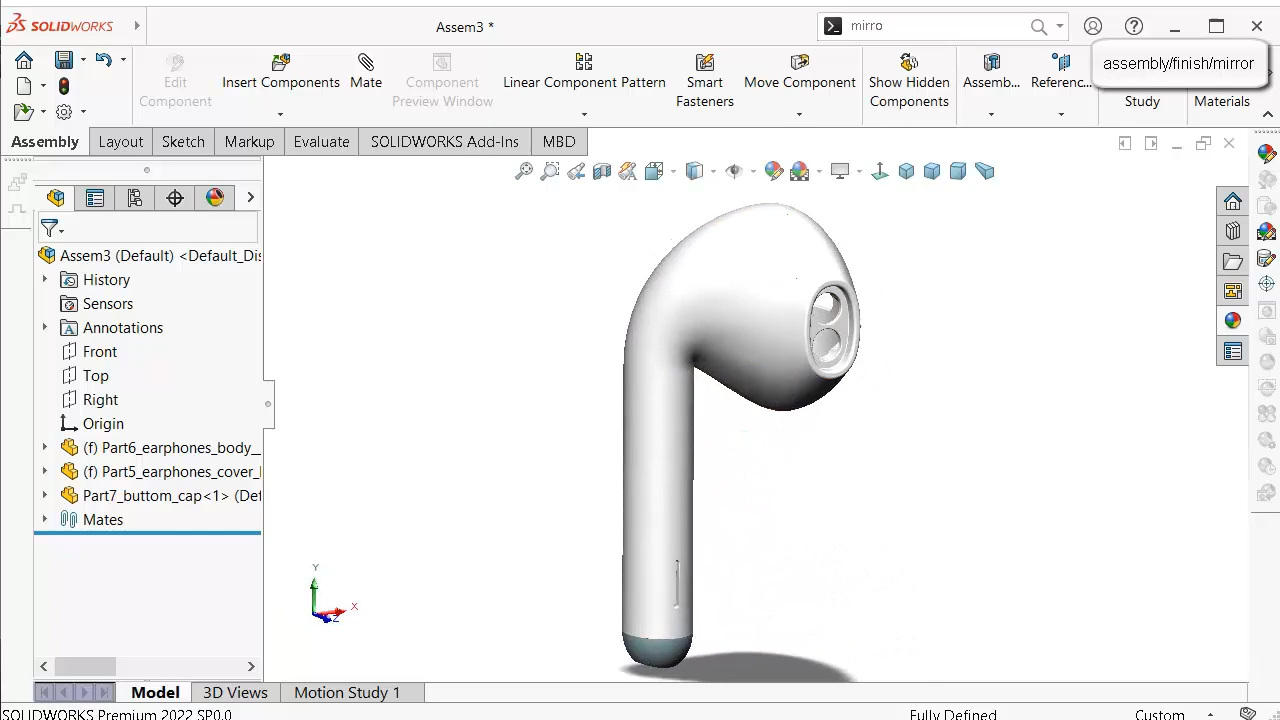 SOLIDWORKS
Assem3 *
mirro
assembly/finish/mirror
Edit
Component
Insert Components
Mate
Component
Preview Window
Linear Component Pattern
Smart
Fasteners
Move Component
Show Hidden
Components
Assemb...
Referenc...
Study
Materials
Assembly
Layout
Sketch
Markup
Evaluate
SOLIDWORKS Add-Ins
MBD
Assem3 (Default) <Default_Dis
History
Sensors
Annotations
Front
Top
Right
Origin
(f) Part6_earphones_body_
(f) Part5_earphones_cover_
Part7_buttom_cap<1> (Def
Mates
Y
X
Z
Model
3D Views
Motion Study 1
SOLIDWORKS Premium 2022 SP0.0
Fully Defined
Custom